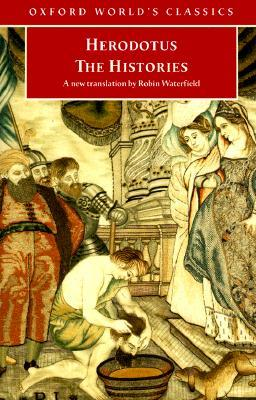 OXFORD WORLD'S CLASSICS
HERODOTUS
THE HISTORIES
A new translation by Robin Waterfield